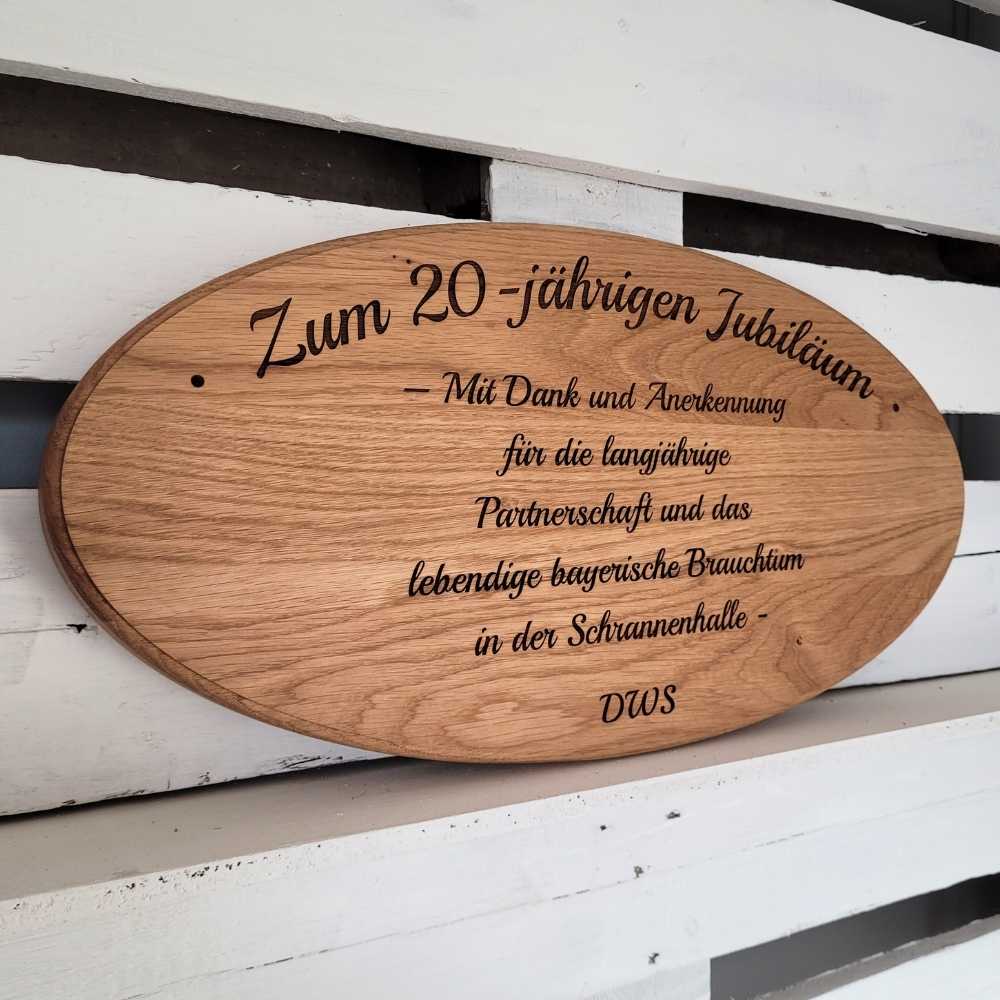 Zum 20-jährigen Jubiläum
– Mit Dank und Anerkennung
für die langjährige
Partnerschaft und das
lebendige bayerische Brauchtum
in der Schrannenhalle -
DWS